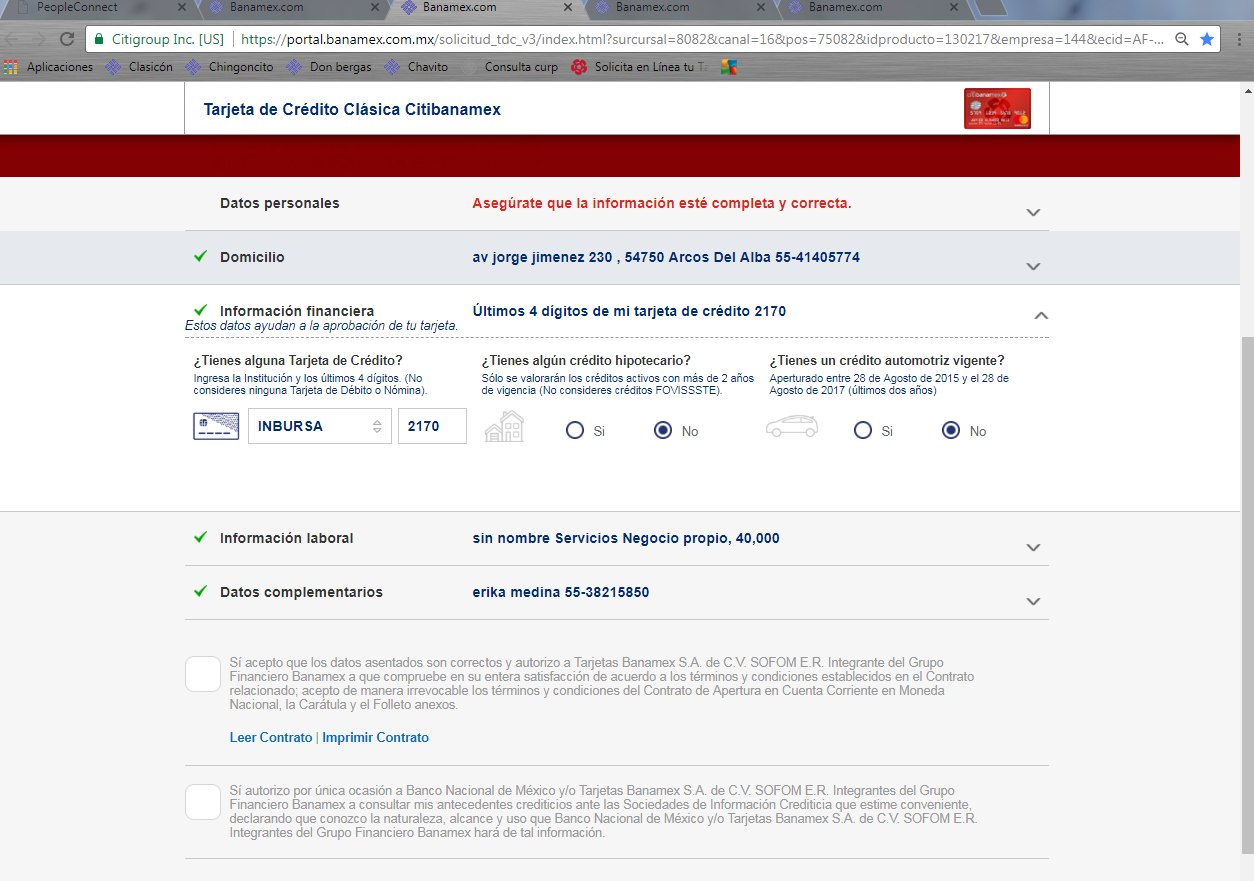 PeopleConnect
Banamex.com
Banamex.com
Banamex.com
Banamex.com
Citigroup Inc. [US] https://portal.banamex.com.mx/solicitud_tdc_v3/index.html?surcursal=8082&canal=16&pos=75082&idproducto=130217&empresa=144&ecid=AF-...
Aplicaciones Clasicón Chingoncito Don bergas Chavito Consulta curp Solicita en Línea tu T
Tarjeta de Crédito Clásica Citibanamex
citibanamex
Datos personales Asegúrate que la información esté completa y correcta.
Domicilio av jorge jimenez 230 , 54750 Arcos Del Alba 55-41405774
Información financiera Últimos 4 dígitos de mi tarjeta de crédito 2170
Estos datos ayudan a la aprobación de tu tarjeta.
¿Tienes alguna Tarjeta de Crédito?
Ingresa la Institución y los últimos 4 dígitos. (No
consideres ninguna Tarjeta de Débito o Nómina).
INBURSA 2170
¿Tienes algún crédito hipotecario?
Sólo se valorarán los créditos activos con más de 2 años
de vigencia (No consideres créditos FOVISSSTE).
Si No
¿Tienes un crédito automotriz vigente?
Aperturado entre 28 de Agosto de 2015 y el 28 de
Agosto de 2017 (últimos dos años)
Si No
Información laboral sin nombre Servicios Negocio propio, 40,000
Datos complementarios erika medina 55-38215850
Sí acepto que los datos asentados son correctos y autorizo a Tarjetas Banamex S.A. de C.V. SOFOM E.R. Integrante del Grupo
Financiero Banamex a que compruebe en su entera satisfacción de acuerdo a los términos y condiciones establecidos en el Contrato
relacionado; acepto de manera irrevocable los términos y condiciones del Contrato de Apertura en Cuenta Corriente en Moneda
Nacional, la Carátula y el Folleto anexos.
Leer Contrato | Imprimir Contrato
Sí autorizo por única ocasión a Banco Nacional de México y/o Tarjetas Banamex S.A. de C.V. SOFOM E.R. Integrantes del Grupo
Financiero Banamex a consultar mis antecedentes crediticios ante las Sociedades de Información Crediticia que estime conveniente,
declarando que conozco la naturaleza, alcance y uso que Banco Nacional de México y/o Tarjetas Banamex S.A. de C.V. SOFOM E.R.
Integrantes del Grupo Financiero Banamex hará de tal información.